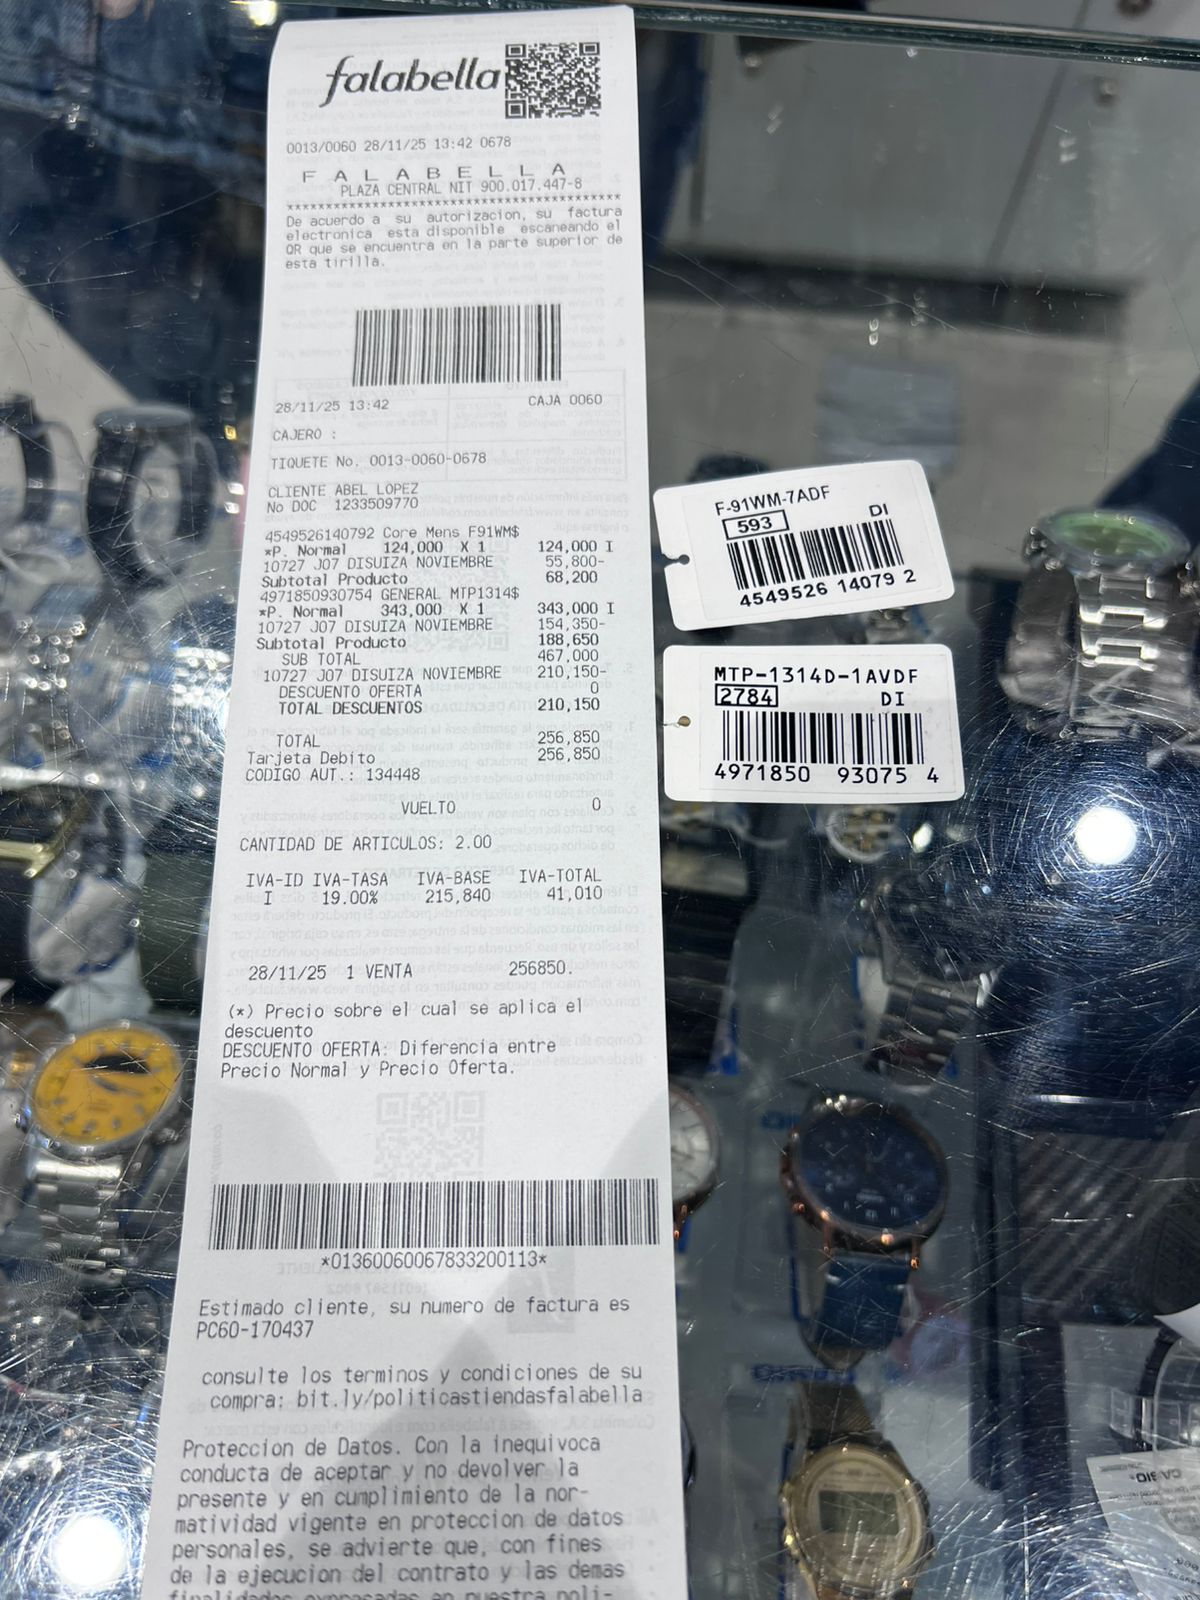 falabella
0013/0060 28/11/25 13:42 0678
F A L A B E L L A
PLAZA CENTRAL NIT 900.017.447-8
****************************************
De acuerdo a su autorizacion, su factura
electronica esta disponible escaneando el
QR que se encuentra en la parte superior de
esta tirilla.
28/11/25 13:42 CAJA 0060
CAJERO :
TIQUETE No. 0013-0060-0678
CLIENTE ABEL LOPEZ
No DOC 1233509770
4549526140792 Core Mens F91WM$
*P. Normal 124,000 X 1 124,000 I
10727 J07 DISUIZA NOVIEMBRE 55,800-
Subtotal Producto 68,200
4971850930754 GENERAL MTP1314$
*P. Normal 343,000 X 1 343,000 I
10727 J07 DISUIZA NOVIEMBRE 154,350-
Subtotal Producto 188,650
SUB TOTAL 467,000
10727 J07 DISUIZA NOVIEMBRE 210,150-
DESCUENTO OFERTA 0
TOTAL DESCUENTOS 210,150
TOTAL 256,850
Tarjeta Debito 256,850
CODIGO AUT.: 134448
VUELTO 0
CANTIDAD DE ARTICULOS: 2.00
IVA-ID IVA-TASA IVA-BASE IVA-TOTAL
I 19.00% 215,840 41,010
28/11/25 1 VENTA 256850.
(*) Precio sobre el cual se aplica el
descuento
DESCUENTO OFERTA: Diferencia entre
Precio Normal y Precio Oferta.
*01360060067833200113*
Estimado cliente, su numero de factura es
PC60-170437
consulte los terminos y condiciones de su
compra: bit.ly/politicastiendasfalabella
Proteccion de Datos. Con la inequivoca
conducta de aceptar y no devolver la
presente y en cumplimiento de la nor-
matividad vigente en proteccion de datos
personales, se advierte que, con fines
de la ejecucion del contrato y las demas
finalidades expresadas en nuestra poli-
F-91WM-7ADF
593 DI
4549526 14079 2
MTP-1314D-1AVDF
2784 DI
4971850 93075 4
CASIO